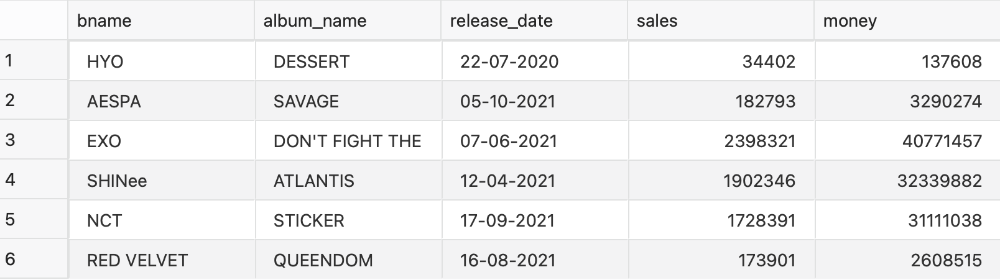 bname album_name release_date sales money
1 HYO DESSERT 22-07-2020 34402 137608
2 AESPA SAVAGE 05-10-2021 182793 3290274
3 EXO DON'T FIGHT THE 07-06-2021 2398321 40771457
4 SHINee ATLANTIS 12-04-2021 1902346 32339882
5 NCT STICKER 17-09-2021 1728391 31111038
6 RED VELVET QUEENDOM 16-08-2021 173901 2608515